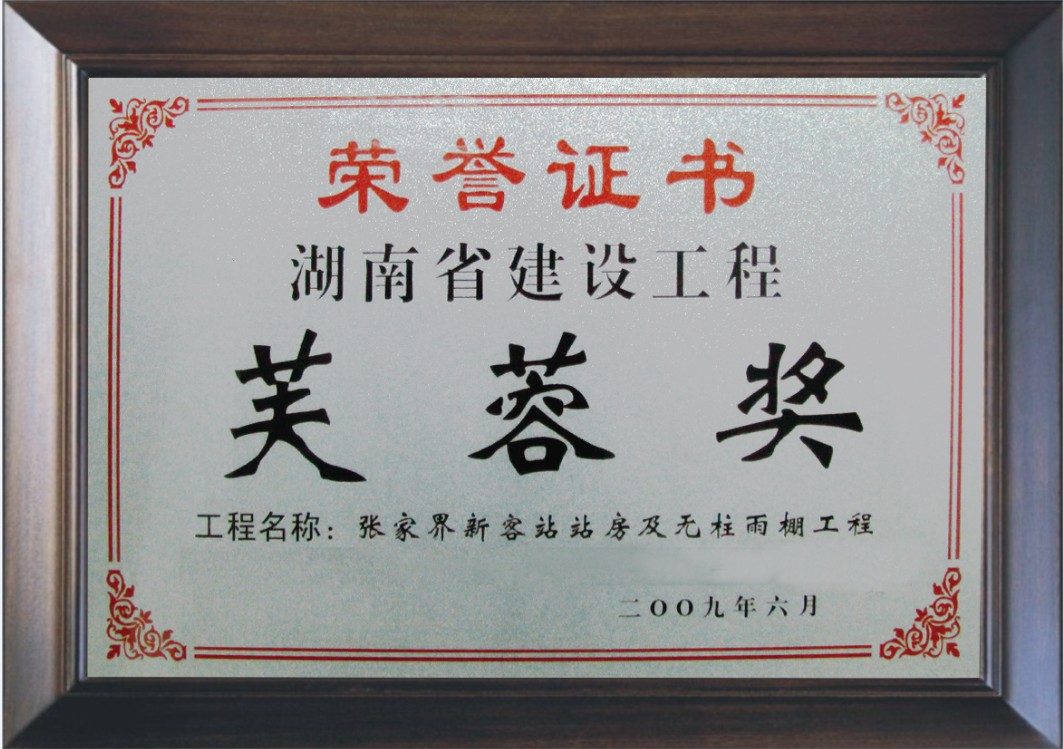 荣誉证书
湖南省建设工程
芙蓉奖
工程名称：张家界新客站站房及无柱雨棚工程
二〇〇九年六月